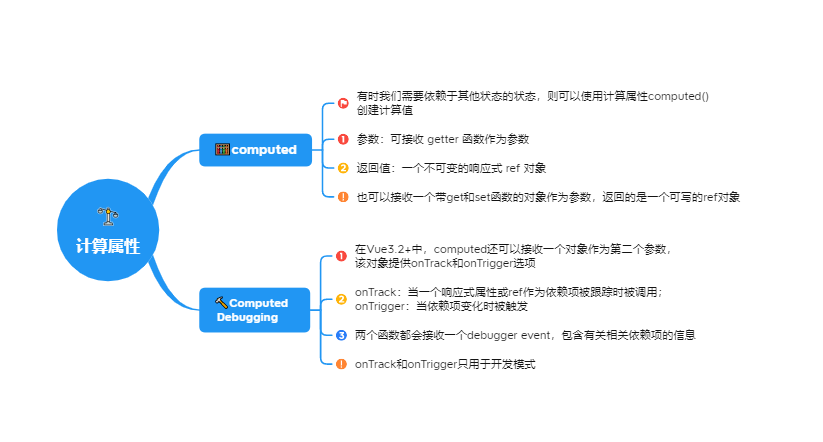 计算属性
computed
有时我们需要依赖于其他状态的状态，则可以使用计算属性computed()
创建计算值
1 参数：可接收 getter 函数作为参数
2 返回值：一个不可变的响应式 ref 对象
! 也可以接收一个带get和set函数的对象作为参数，返回的是一个可写的ref对象
Computed
Debugging
1 在Vue3.2+中，computed还可以接收一个对象作为第二个参数，
该对象提供onTrack和onTrigger选项
2 onTrack：当一个响应式属性或ref作为依赖项被跟踪时被调用；
onTrigger：当依赖项变化时被触发
3 两个函数都会接收一个debugger event，包含有关相关依赖项的信息
! onTrack和onTrigger只用于开发模式